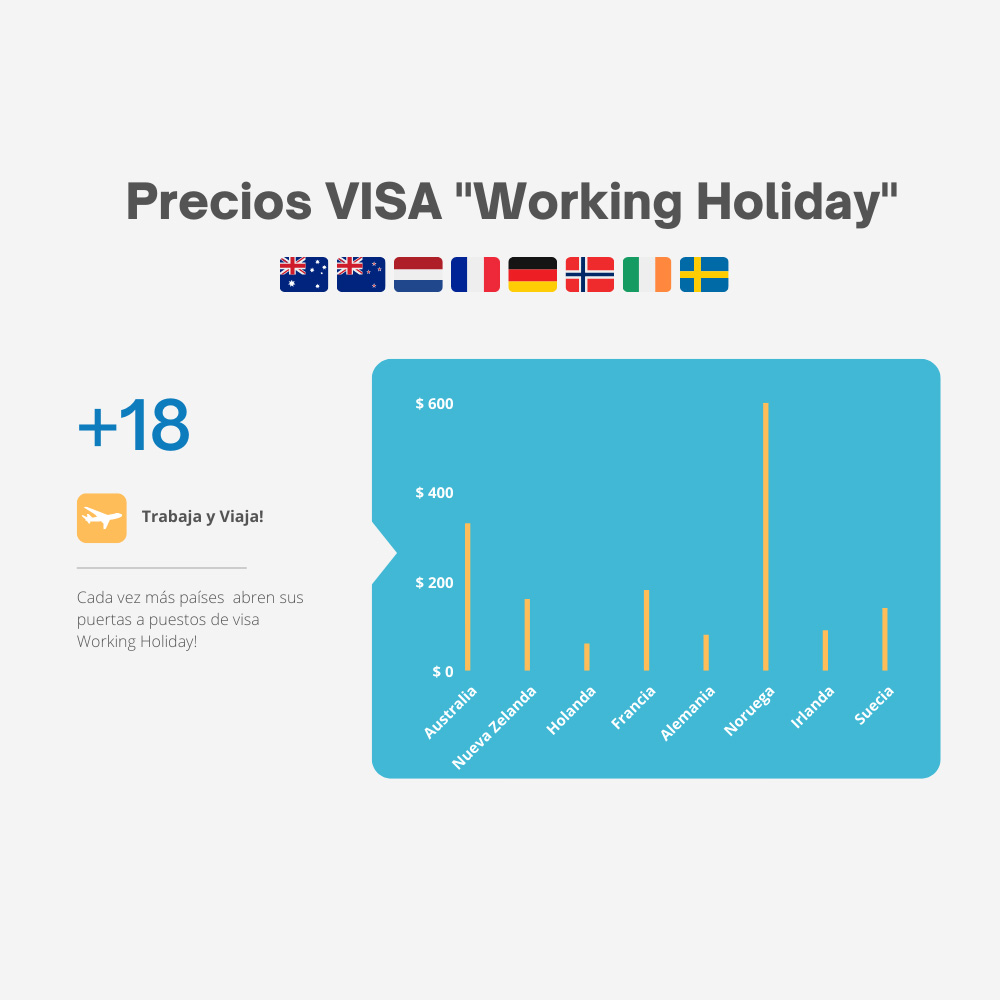 Precios VISA "Working Holiday"
+18
Trabaja y Viaja!
Cada vez más países  abren sus
puertas a puestos de visa
Working Holiday!
$ 600
$ 400
$ 200
$ 0
Australia
Nueva Zelanda
Holanda
Francia
Alemania
Noruega
Irlanda
Suecia